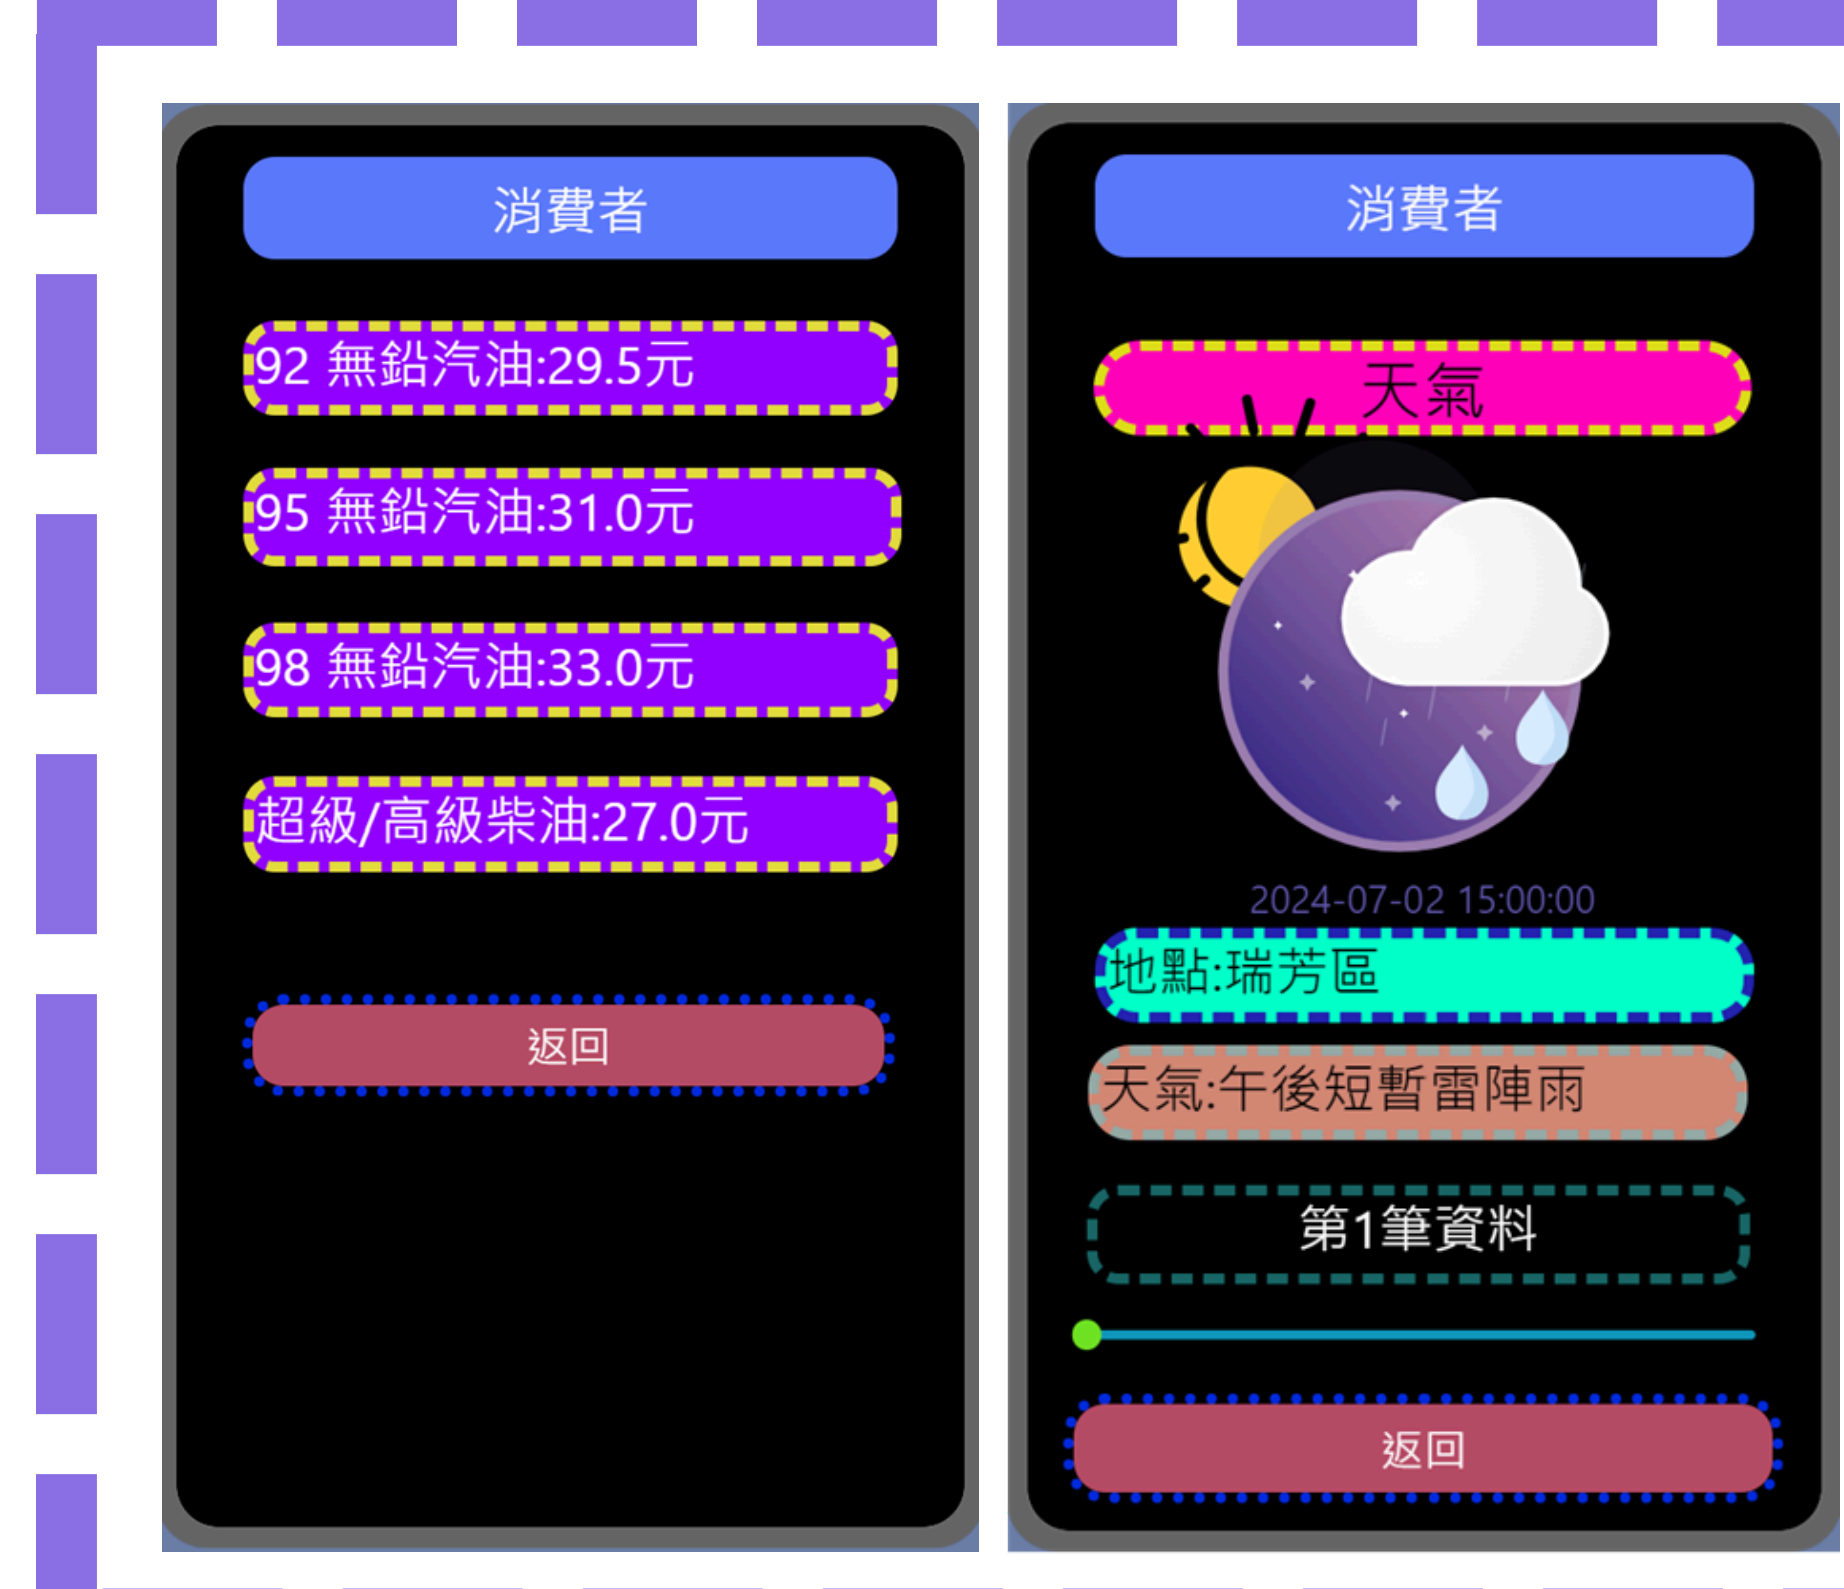 消費者
92 無鉛汽油:29.5元
95 無鉛汽油:31.0元
98 無鉛汽油:33.0元
超級/高級柴油:27.0元
返回
消費者
天氣
2024-07-02 15:00:00
地點:瑞芳區
天氣:午後短暫雷陣雨
第1筆資料
返回